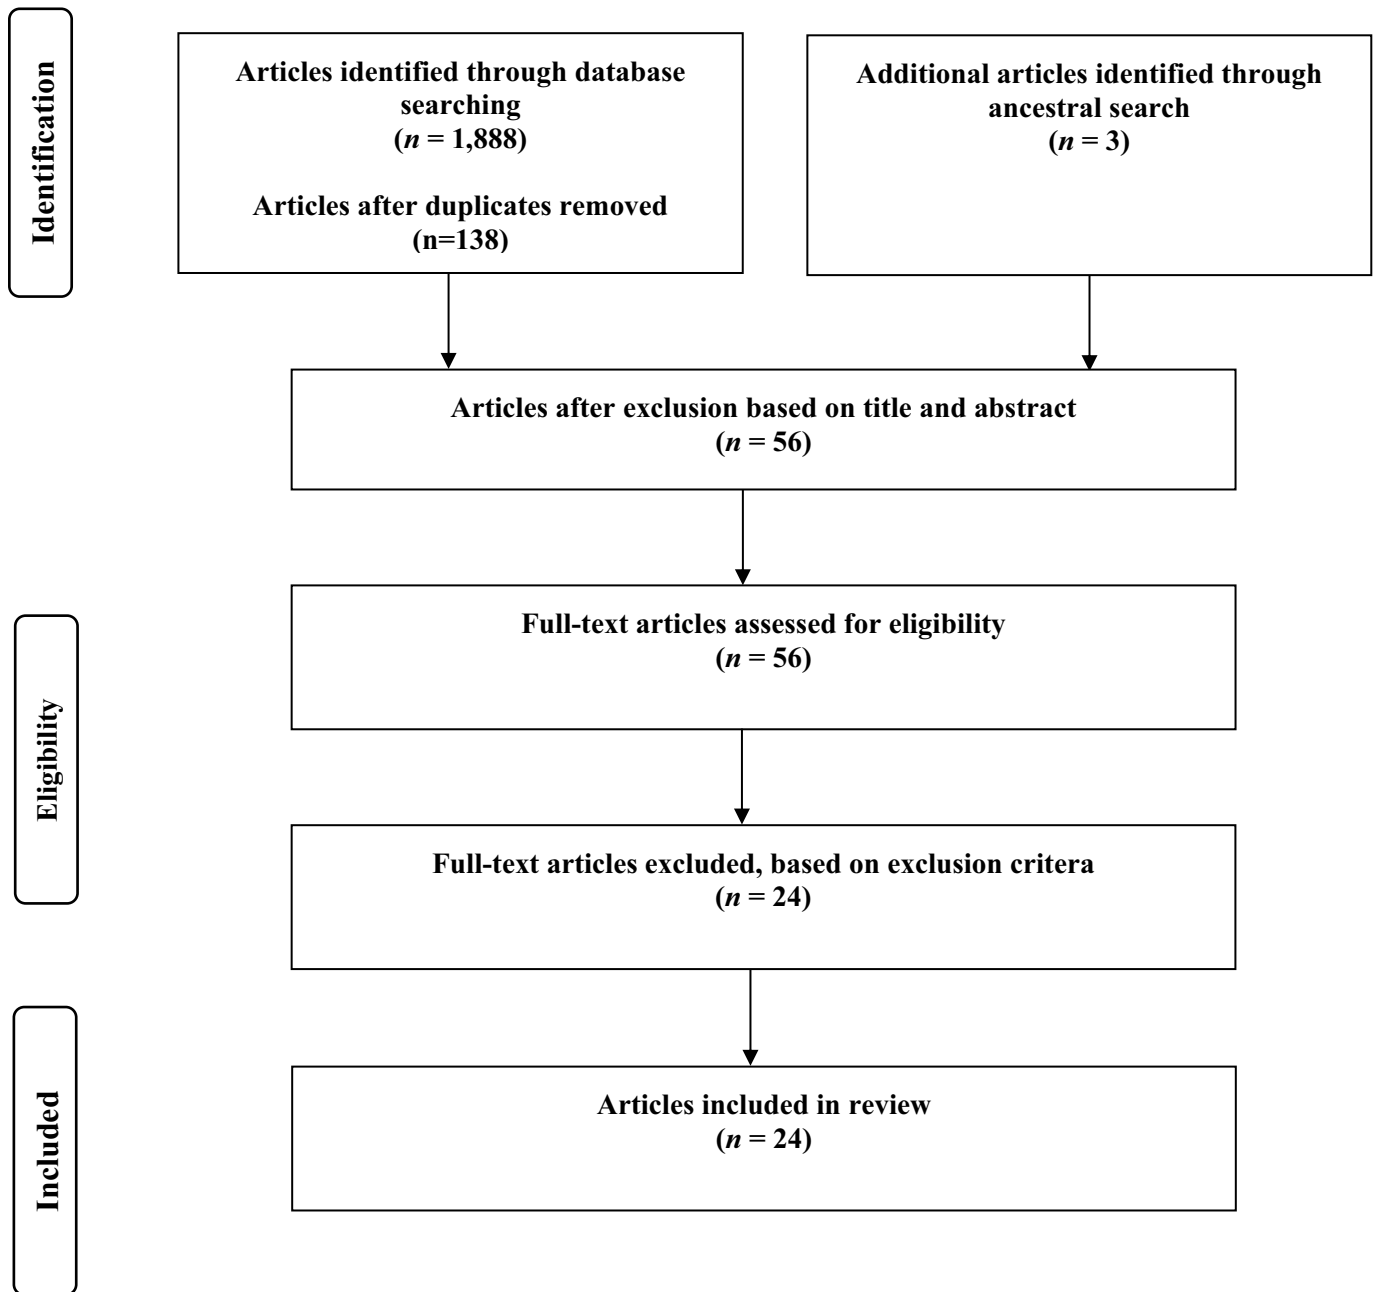 Identification
Articles identified through database
searching
(n = 1,888)
Articles after duplicates removed
(n=138)
Additional articles identified through
ancestral search
(n = 3)
Articles after exclusion based on title and abstract
(n = 56)
Eligibility
Full-text articles assessed for eligibility
(n = 56)
Full-text articles excluded, based on exclusion critera
(n = 24)
Included
Articles included in review
(n = 24)